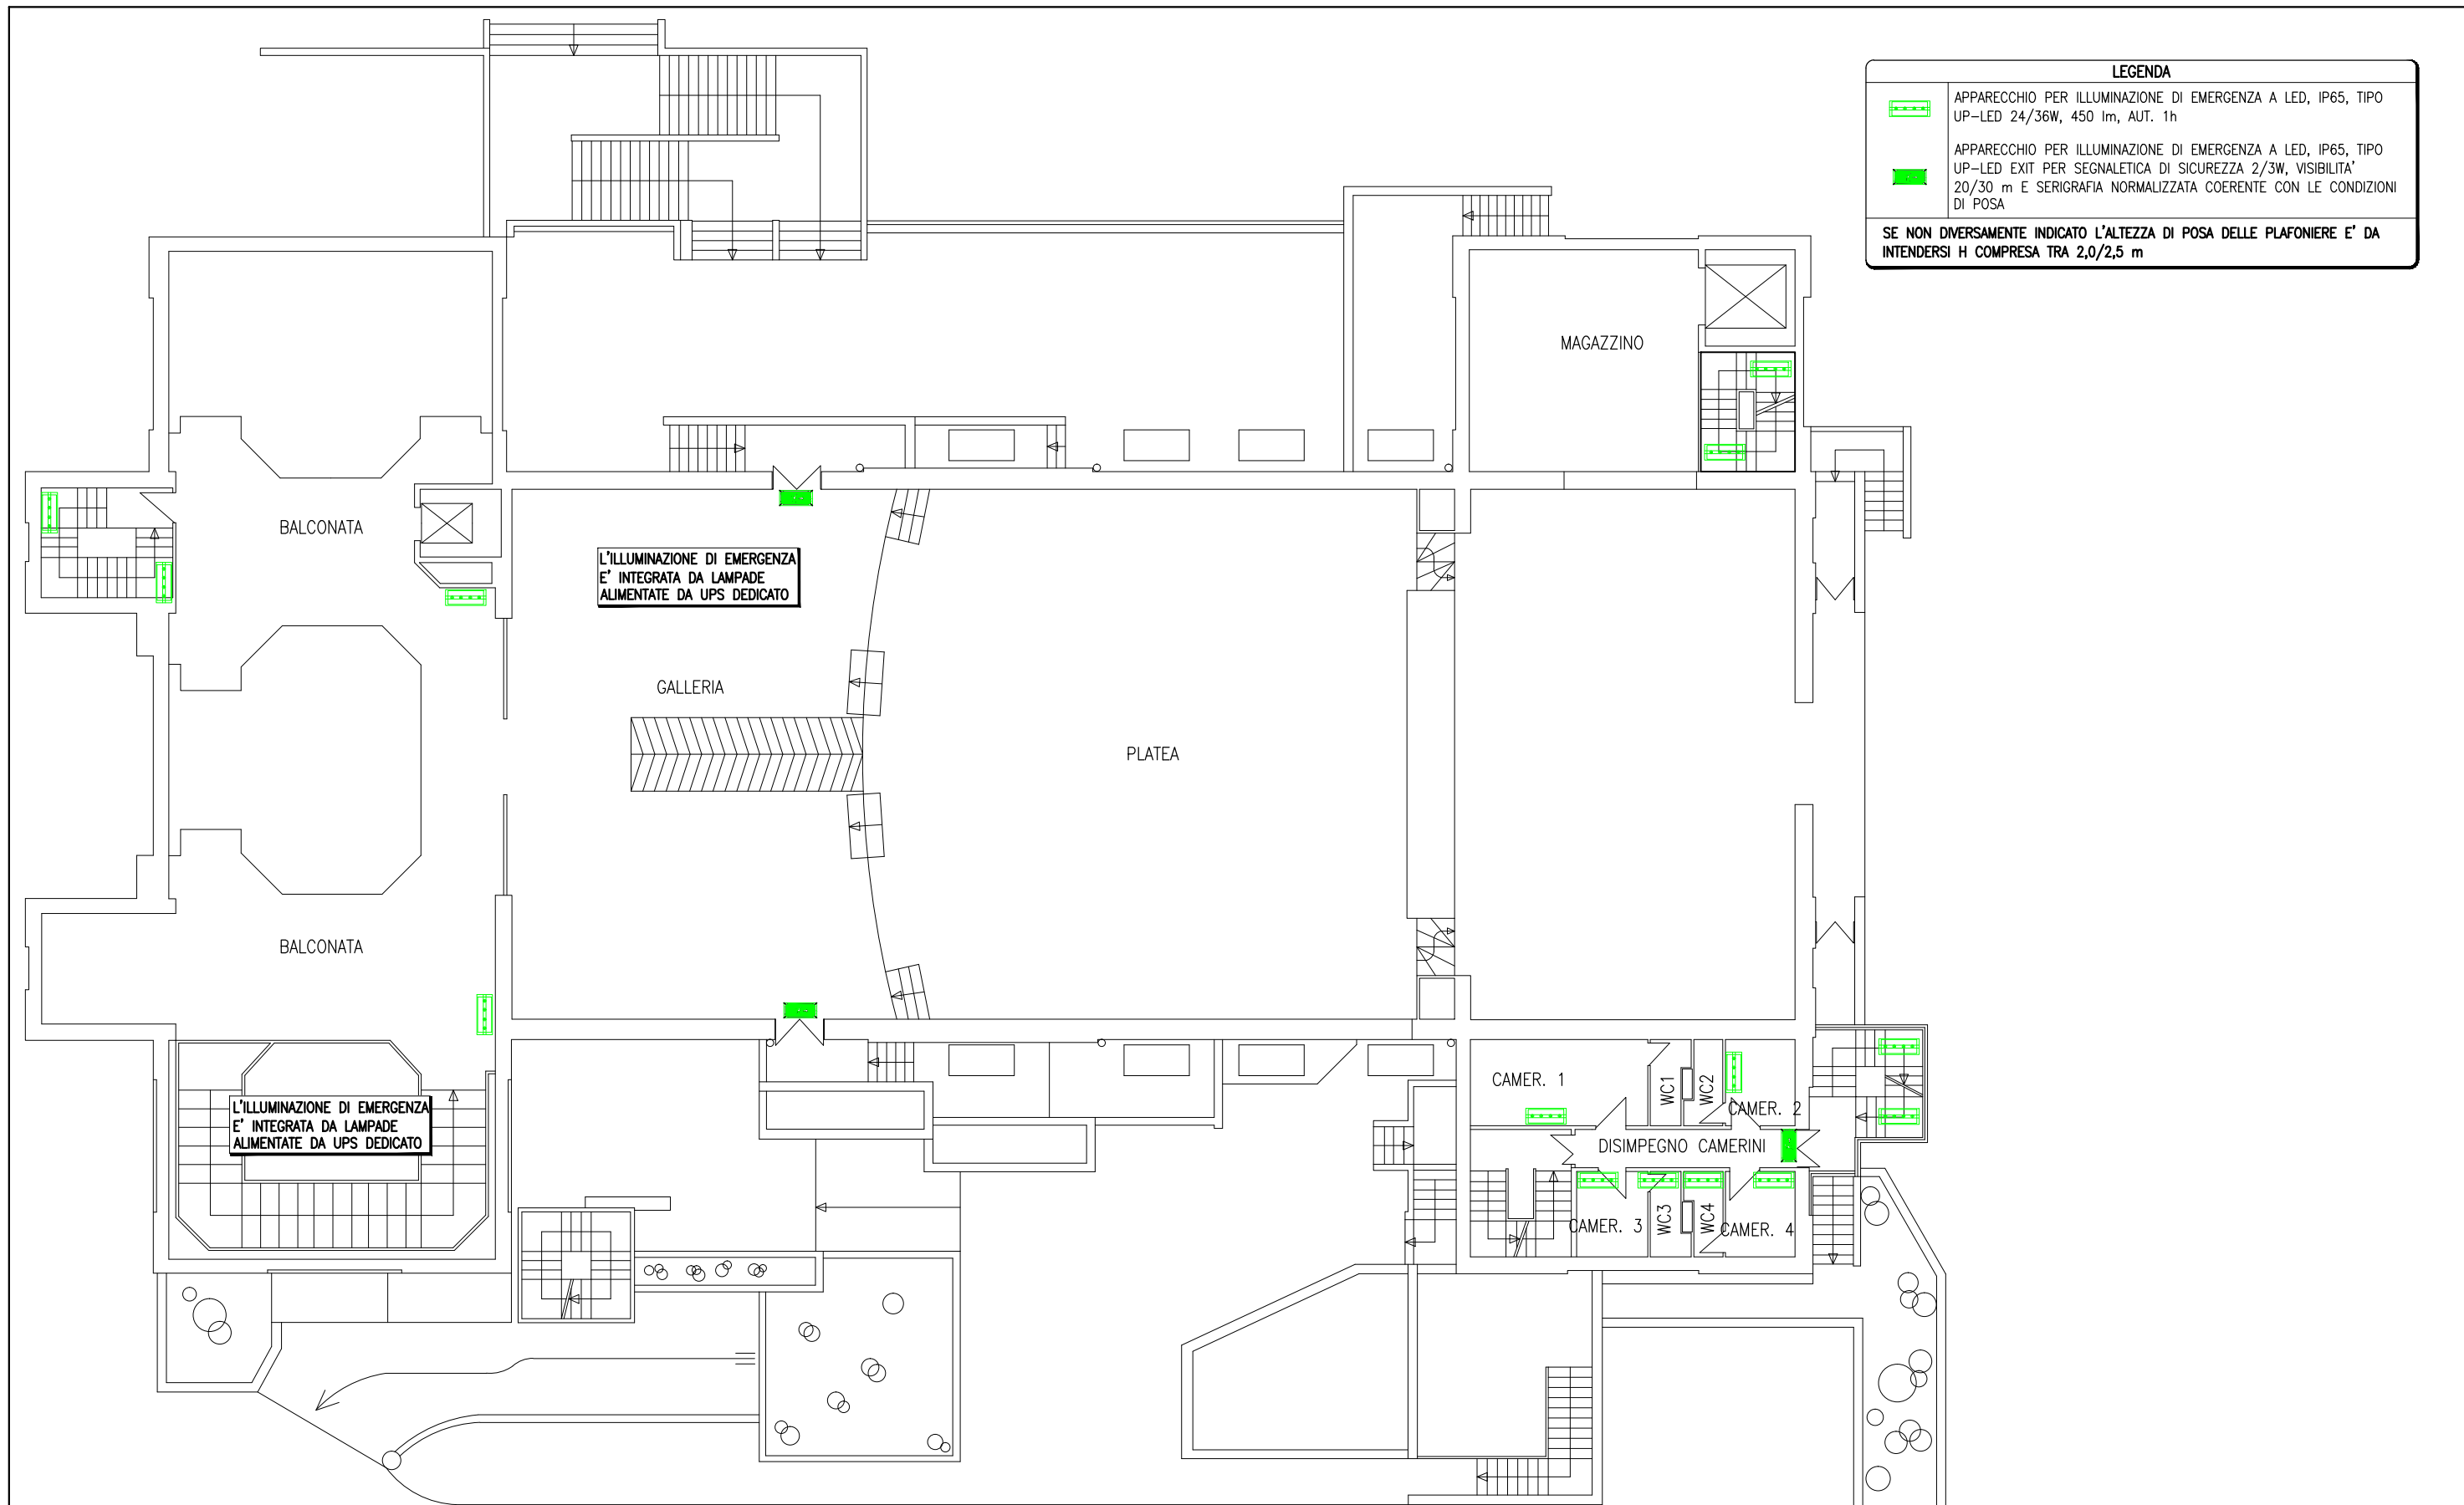 LEGENDA
APPARECCHIO PER ILLUMINAZIONE DI EMERGENZA A LED, IP65, TIPO
UP-LED 24/36W, 450 lm, AUT. 1h
APPARECCHIO PER ILLUMINAZIONE DI EMERGENZA A LED, IP65, TIPO
UP-LED EXIT PER SEGNALETICA DI SICUREZZA 2/3W, VISIBILITA'
20/30 m E SERIGRAFIA NORMALIZZATA COERENTE CON LE CONDIZIONI
DI POSA
SE NON DIVERSAMENTE INDICATO L'ALTEZZA DI POSA DELLE PLAFONIERE E' DA
INTENDERSI H COMPRESA TRA 2,0/2,5 m
MAGAZZINO
BALCONATA
L'ILLUMINAZIONE DI EMERGENZA
E' INTEGRATA DA LAMPADE
ALIMENTATE DA UPS DEDICATO
GALLERIA
PLATEA
BALCONATA
L'ILLUMINAZIONE DI EMERGENZA
E' INTEGRATA DA LAMPADE
ALIMENTATE DA UPS DEDICATO
CAMER. 1
WC1
WC2
CAMER. 2
DISIMPEGNO CAMERINI
CAMER. 3
WC3
WC4
CAMER. 4